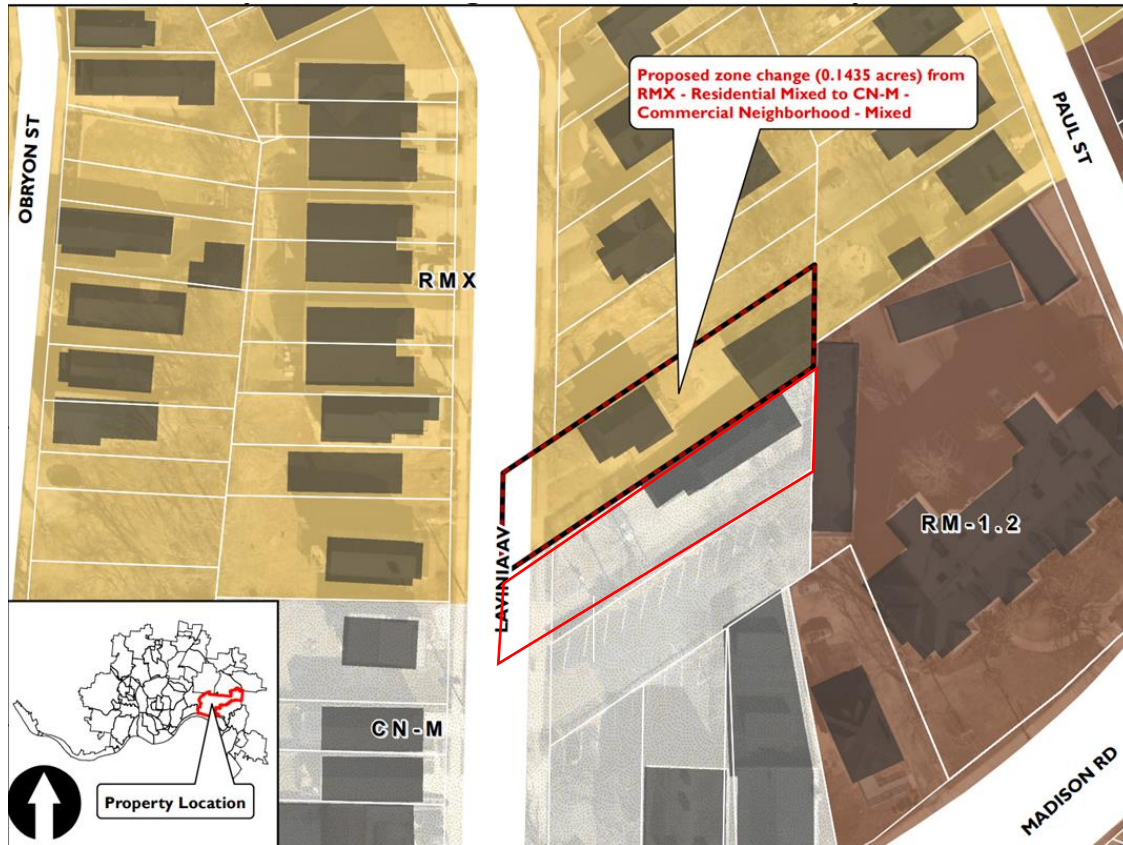 Proposed zone change (0.1435 acres) from
RMX - Residential Mixed to CN-M -
Commercial Neighborhood - Mixed
OBRYON ST
PAUL ST
RMX
RM-1.2
LAVINIA AV
CN-M
Property Location
MADISON RD